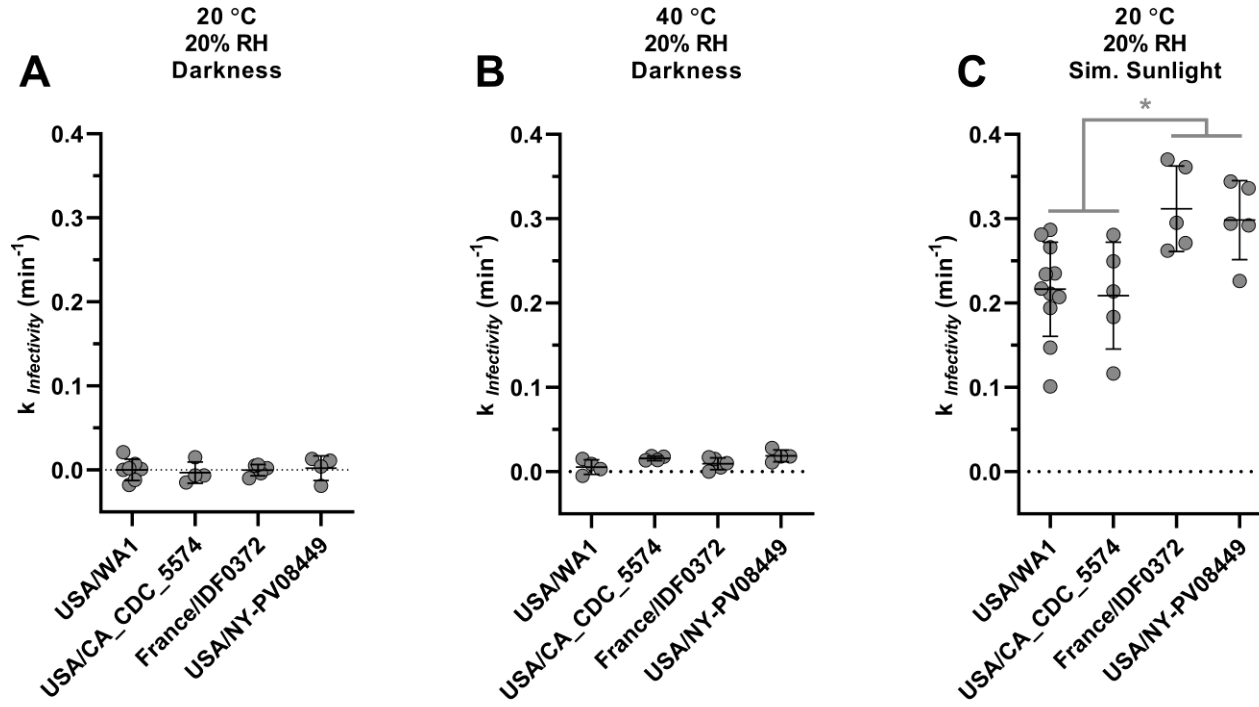 20 °C
20% RH
Darkness
A
0.4
0.3
0.2
0.1
0.0
k Infectivity (min-1)
USA/WA1
USA/CA_CDC_5574
France/IDF0372
USA/NY-PV08449
40 °C
20% RH
Darkness
B
0.4
0.3
0.2
0.1
0.0
k Infectivity (min-1)
USA/WA1
USA/CA_CDC_5574
France/IDF0372
USA/NY-PV08449
20 °C
20% RH
Sim. Sunlight
C
*
0.4
0.3
0.2
0.1
0.0
k Infectivity (min-1)
USA/WA1
USA/CA_CDC_5574
France/IDF0372
USA/NY-PV08449